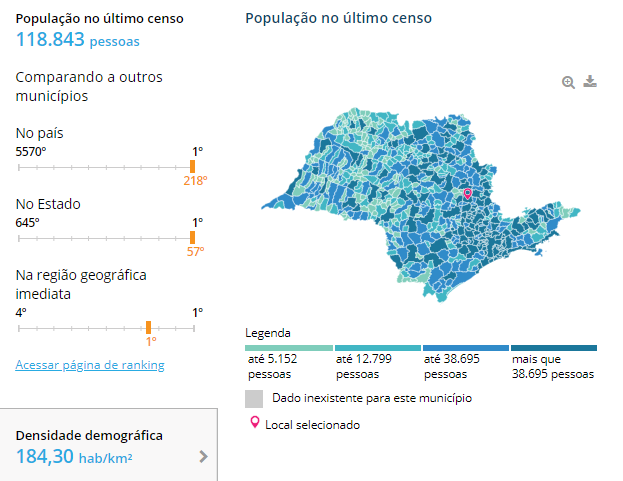 População no último censo
118.843 pessoas
Comparando a outros
municípios
No país
5570º 1º
218º
No Estado
645º 1º
57º
Na região geográfica
imediata
4º 1º
1º
Acessar página de ranking
Densidade demográfica
184,30 hab/km²
População no último censo
Legenda
até 5.152 pessoas
até 12.799 pessoas
até 38.695 pessoas
mais que 38.695 pessoas
Dado inexistente para este município
Local selecionado